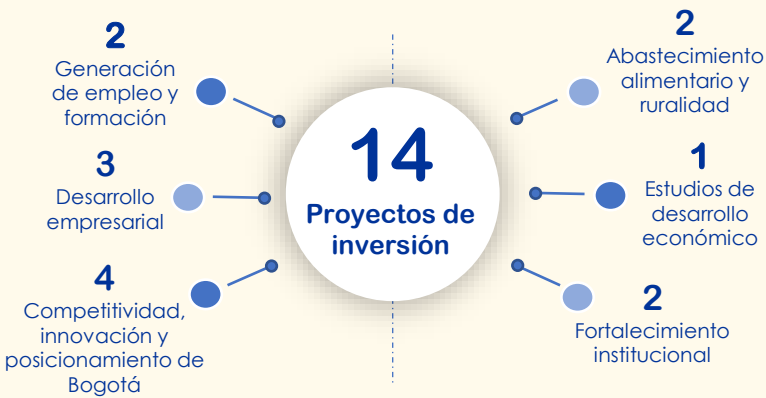 2
Generación
de empleo y
formación
3
Desarrollo
empresarial
4
Competitividad,
innovación y
posicionamiento de
Bogotá
14
Proyectos de
inversión
2
Abastecimiento
alimentario y
ruralidad
1
Estudios de
desarrollo
económico
2
Fortalecimiento
institucional